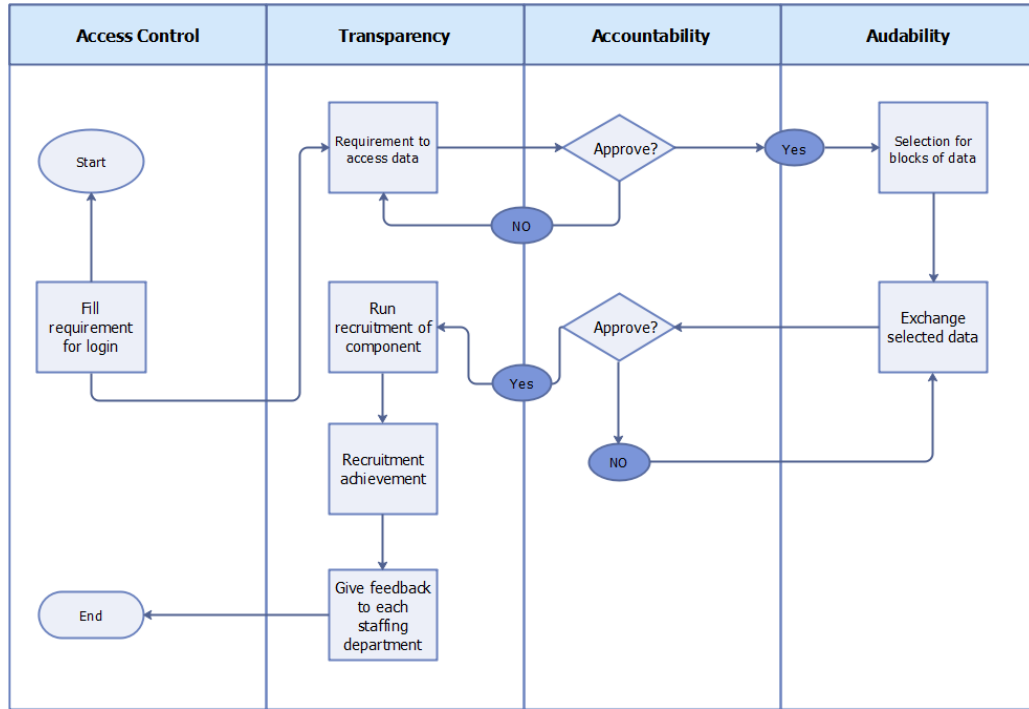 Access Control
Transparency
Accountability
Audability
Start
Requirement to
access data
Approve?
Yes
Selection for
blocks of data
NO
Fill
requirement
for login
Run
recruitment of
component
Approve?
Exchange
selected data
Yes
Recruitment
achievement
NO
End
Give feedback
to each
staffing
department